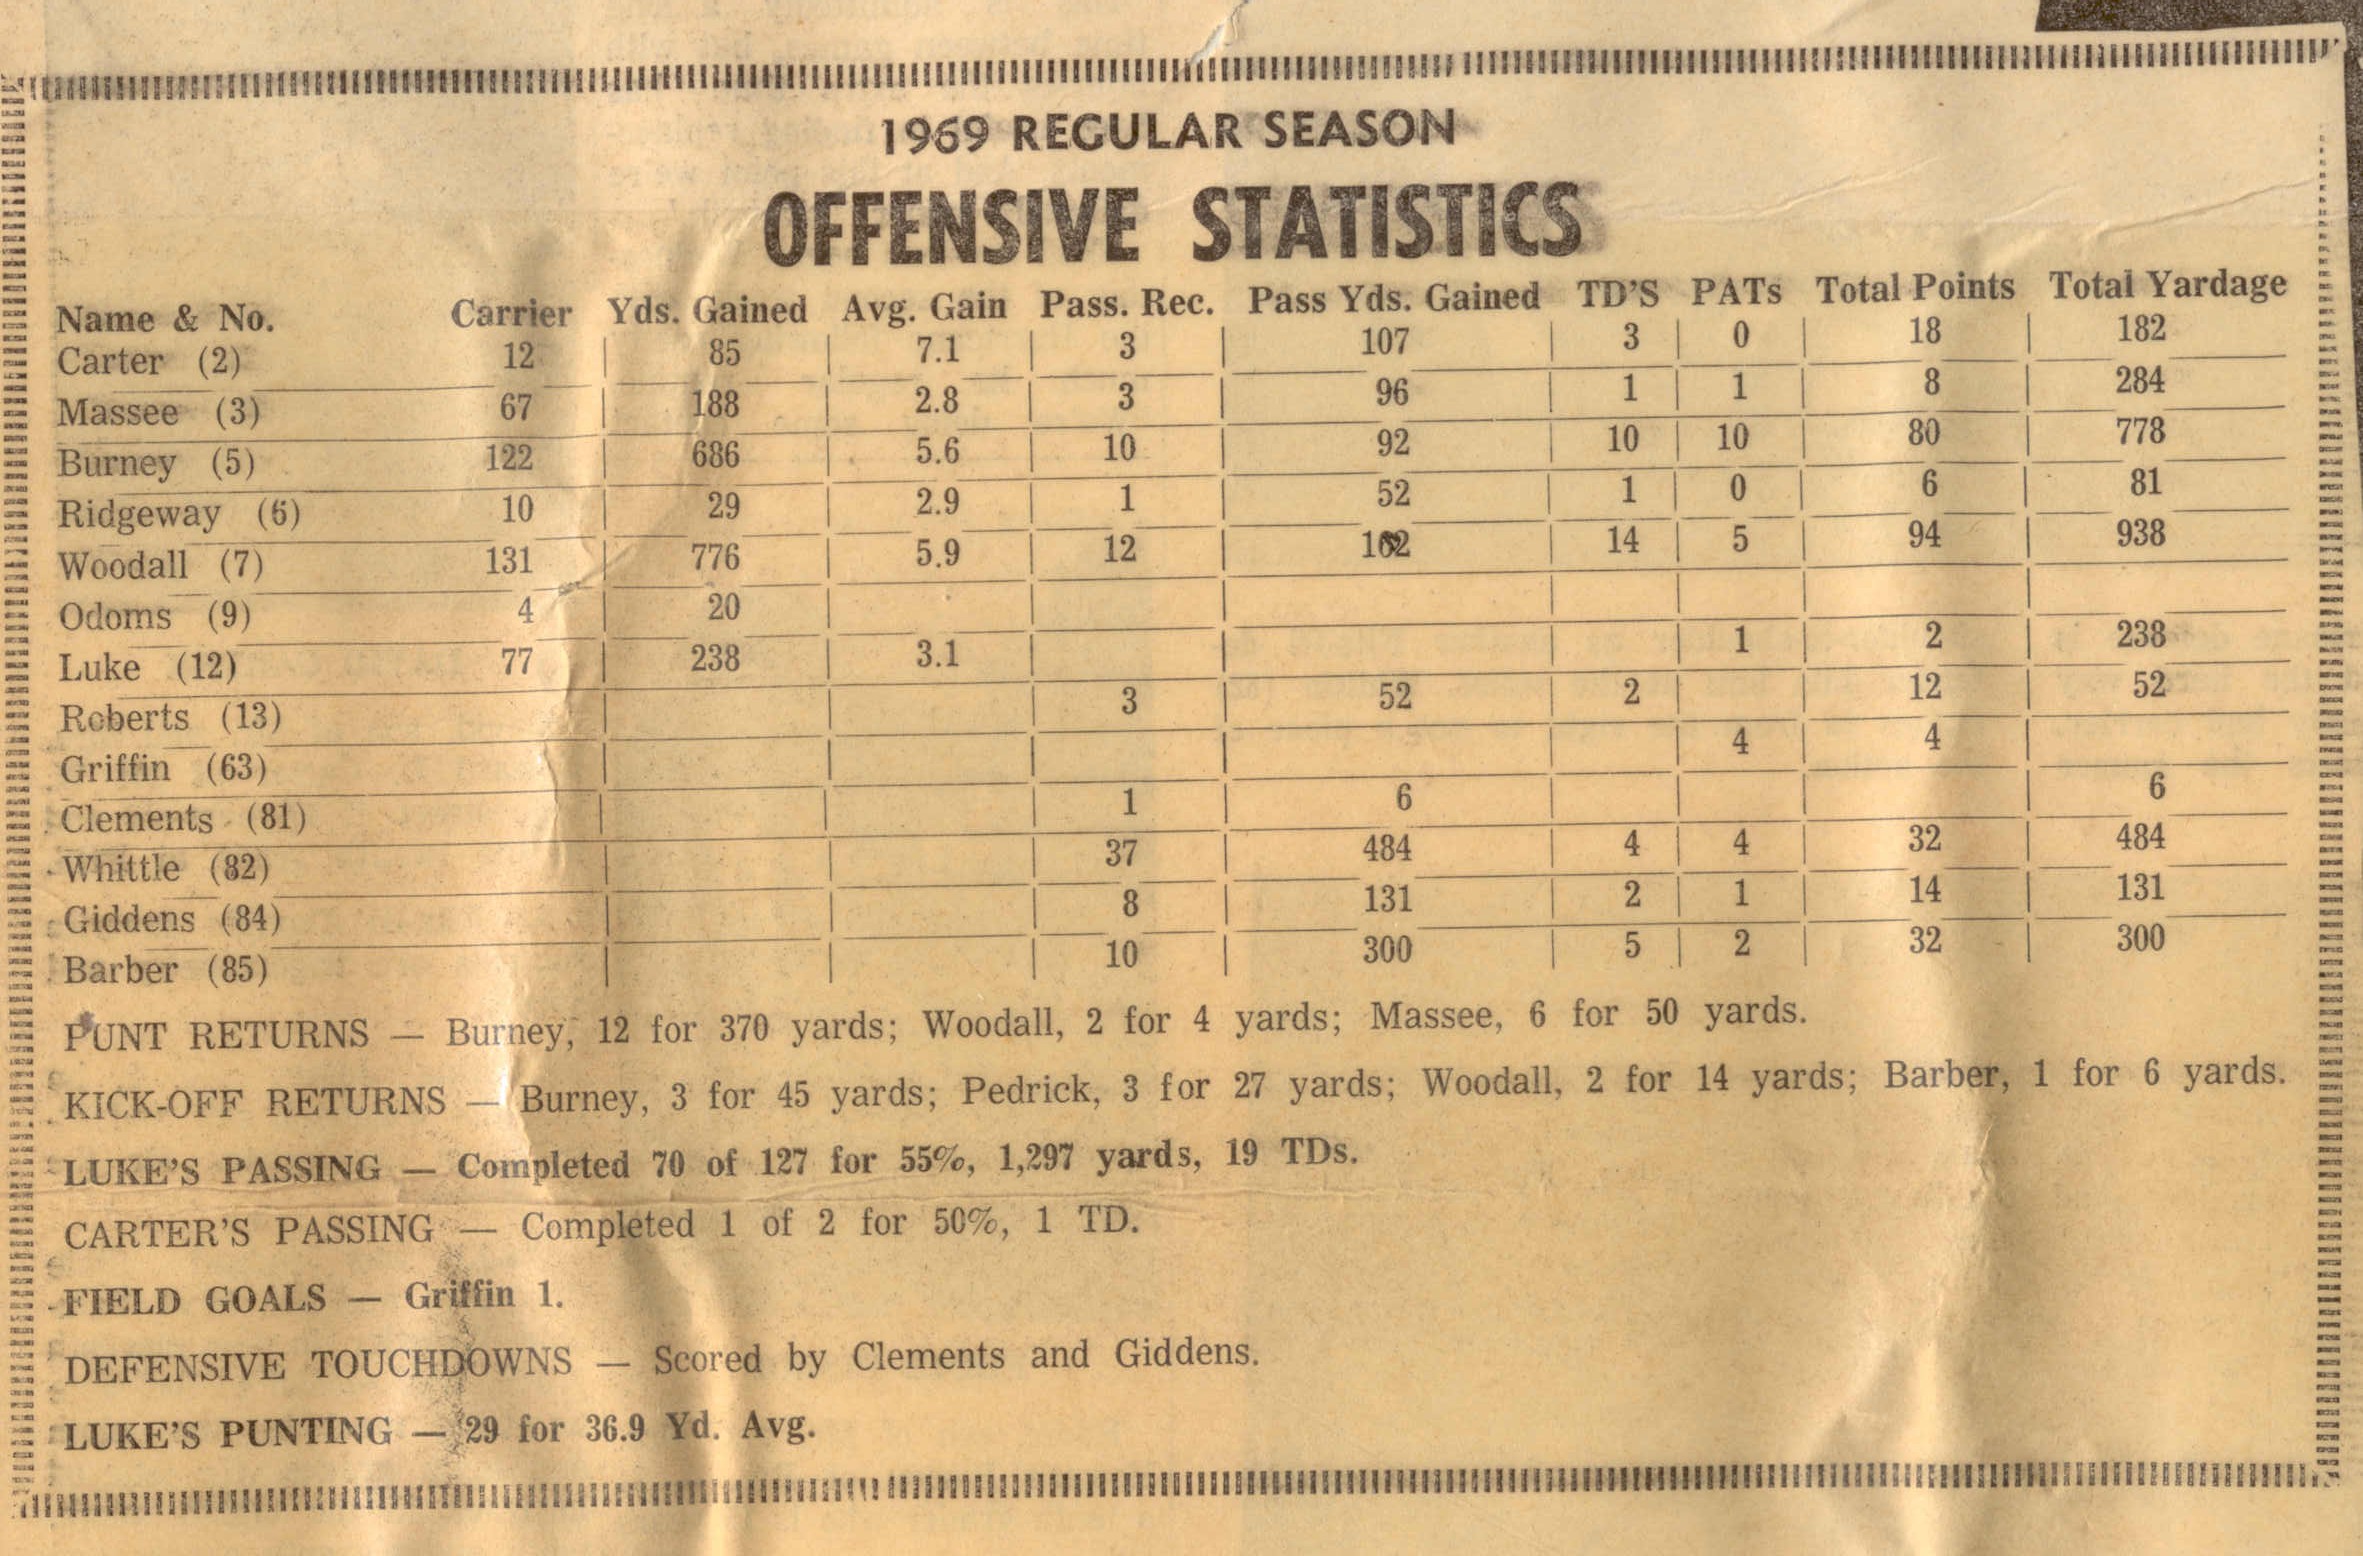 1969 REGULAR SEASON
OFFENSIVE STATISTICS
Name & No. Carrier Yds. Gained Avg. Gain Pass. Rec. Pass Yds. Gained TD'S PATs Total Points Total Yardage
Carter (2) 12 85 7.1 3 107 3 0 18 182
Massee (3) 67 188 2.8 3 96 1 1 8 284
Burney (5) 122 686 5.6 10 92 10 10 80 778
Ridgeway (6) 10 29 2.9 1 52 1 0 6 81
Woodall (7) 131 776 5.9 12 162 14 5 94 938
Odoms (9) 4 20
Luke (12) 77 238 3.1 1 2 238
Roberts (13) 3 52 2 12 52
Griffin (63) 4 4
Clements (81) 1 6 6
Whittle (82) 37 484 4 4 32 484
Giddens (84) 8 131 2 1 14 131
Barber (85) 10 300 5 2 32 300
PUNT RETURNS — Burney, 12 for 370 yards; Woodall, 2 for 4 yards; Massee, 6 for 50 yards.
KICK-OFF RETURNS — Burney, 3 for 45 yards; Pedrick, 3 for 27 yards; Woodall, 2 for 14 yards; Barber, 1 for 6 yards.
LUKE'S PASSING — Completed 70 of 127 for 55%, 1,297 yards, 19 TDs.
CARTER'S PASSING — Completed 1 of 2 for 50%, 1 TD.
FIELD GOALS — Griffin 1.
DEFENSIVE TOUCHDOWNS — Scored by Clements and Giddens.
LUKE'S PUNTING — 29 for 36.9 Yd. Avg.